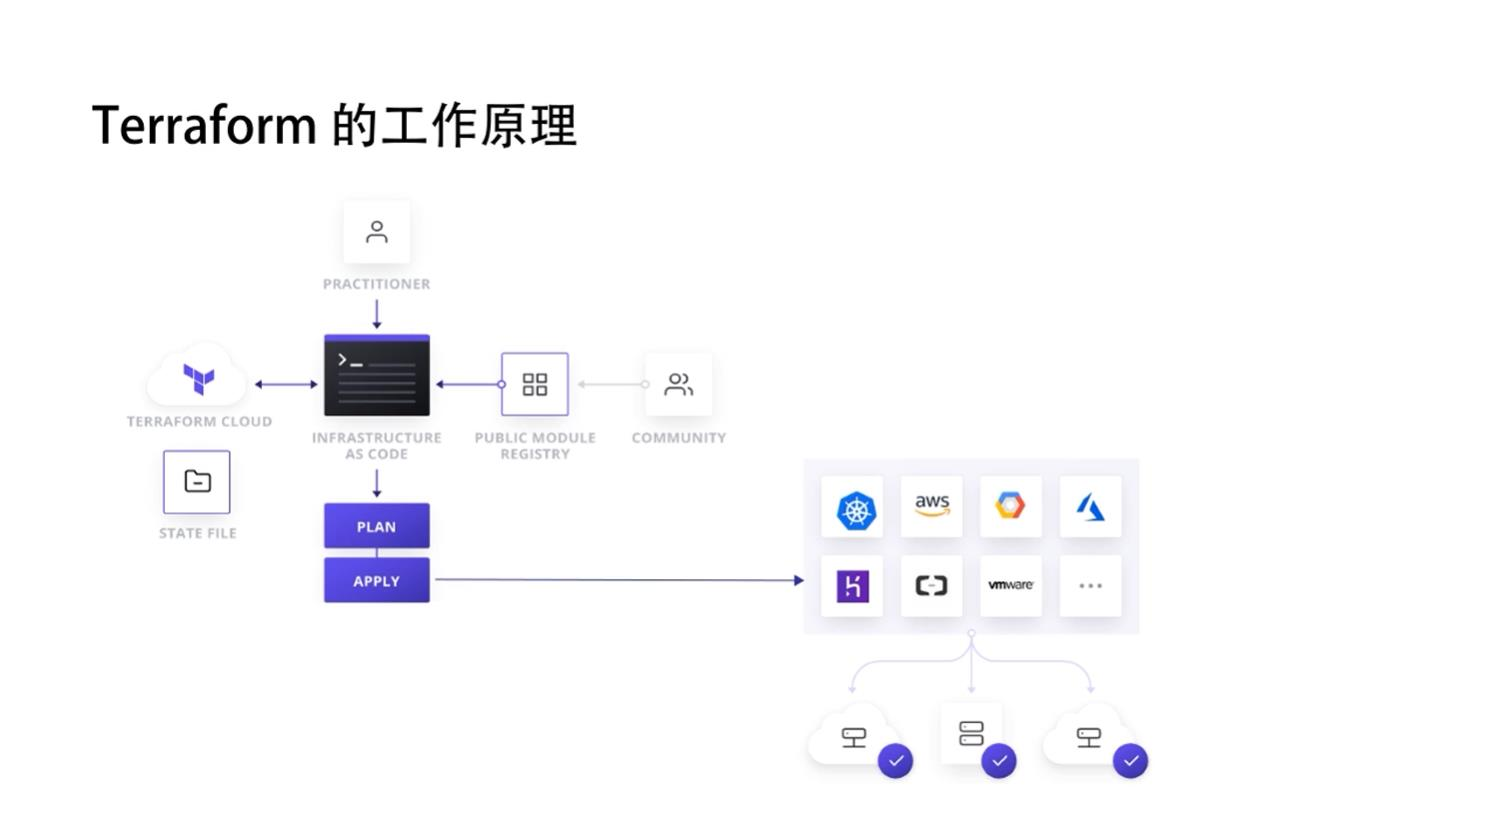 Terraform 的工作原理
PRACTITIONER
TERRAFORM CLOUD
INFRASTRUCTURE
AS CODE
PUBLIC MODULE
REGISTRY
COMMUNITY
STATE FILE
PLAN
APPLY
aws
vmware